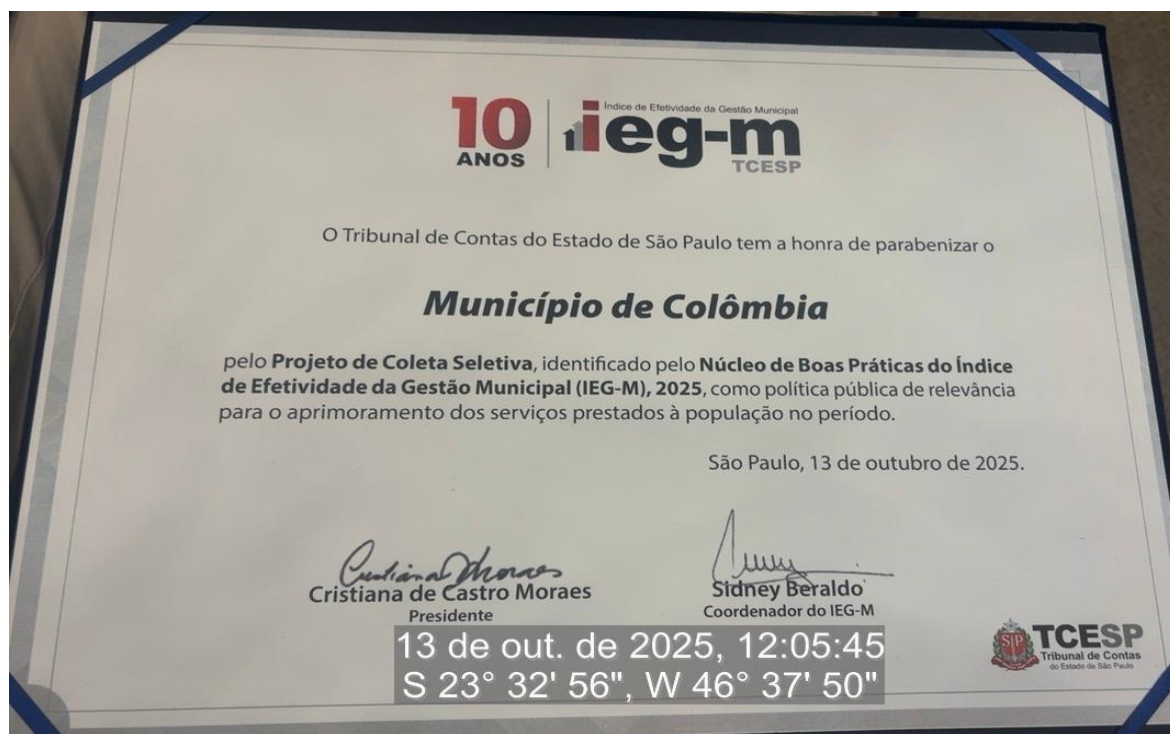 10
ANOS
Índice de Efetividade da Gestão Municipal
ieg-m
TCESP
O Tribunal de Contas do Estado de São Paulo tem a honra de parabenizar o
Município de Colômbia
pelo Projeto de Coleta Seletiva, identificado pelo Núcleo de Boas Práticas do Índice
de Efetividade da Gestão Municipal (IEG-M), 2025, como política pública de relevância
para o aprimoramento dos serviços prestados à população no período.
São Paulo, 13 de outubro de 2025.
Cristiana Moraes
Cristiana de Castro Moraes
Presidente
Sidney Beraldo
Coordenador do IEG-M
SP
TCESP
Tribunal de Contas
do Estado de São Paulo
13 de out. de 2025, 12:05:45
S 23° 32' 56", W 46° 37' 50"